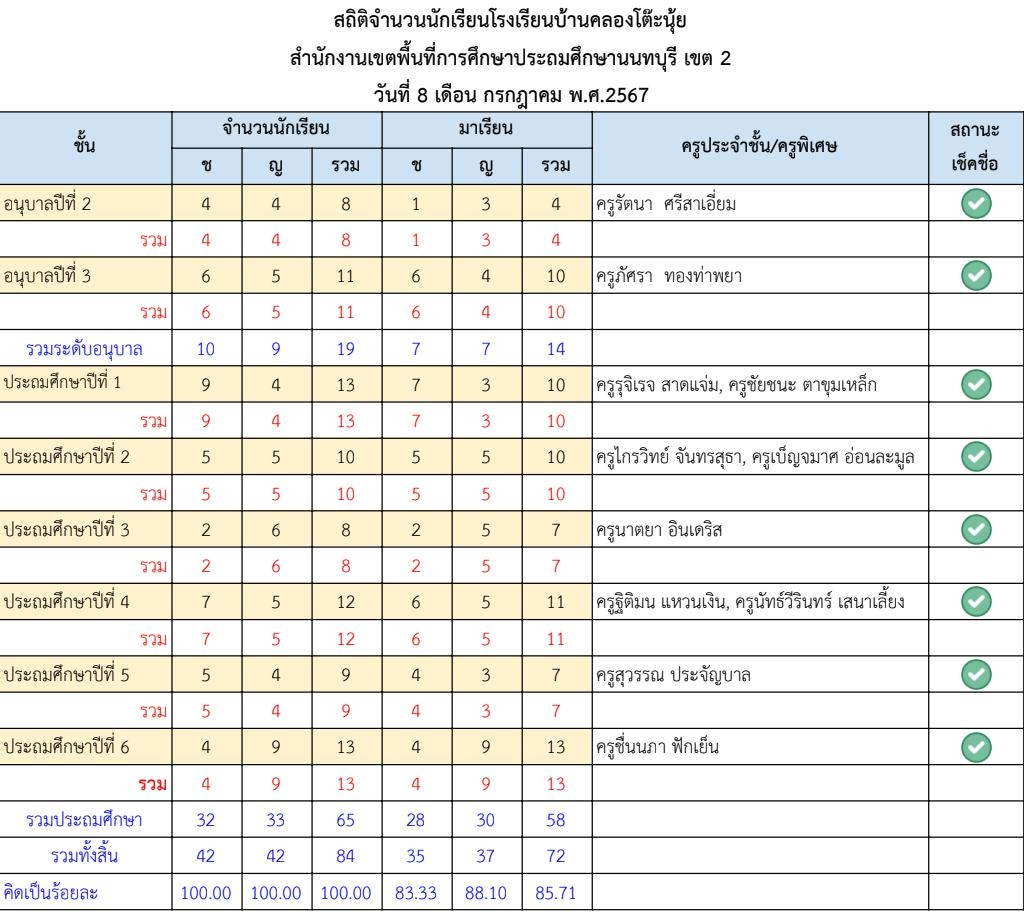 สถิติจำนวนนักเรียนโรงเรียนบ้านคลองโต๊ะนุ้ย
สำนักงานเขตพื้นที่การศึกษาประถมศึกษานนทบุรี เขต 2
วันที่ 8 เดือน กรกฎาคม พ.ศ.2567
ชั้น จำนวนนักเรียน มาเรียน ครูประจำชั้น/ครูพิเศษ สถานะ
เช็คชื่อ
ช ญ รวม ช ญ รวม
อนุบาลปีที่ 2 4 4 8 1 3 4 ครูรัตนา ศรีสาเอี่ยม
รวม 4 4 8 1 3 4
อนุบาลปีที่ 3 6 5 11 6 4 10 ครูภัศรา ทองท่าพยา
รวม 6 5 11 6 4 10
รวมระดับอนุบาล 10 9 19 7 7 14
ประถมศึกษาปีที่ 1 9 4 13 7 3 10 ครูรุจิเรจ สาดแจ่ม, ครูชัยชนะ ตาขุมเหล็ก
รวม 9 4 13 7 3 10
ประถมศึกษาปีที่ 2 5 5 10 5 5 10 ครูไกรวิทย์ จันทรสุธา, ครูเบ็ญจมาศ อ่อนละมูล
รวม 5 5 10 5 5 10
ประถมศึกษาปีที่ 3 2 6 8 2 5 7 ครูนาตยา อินเดริส
รวม 2 6 8 2 5 7
ประถมศึกษาปีที่ 4 7 5 12 6 5 11 ครูฐิติมน แหวนเงิน, ครูนัทธ์วีรินทร์ เสนาเลี้ยง
รวม 7 5 12 6 5 11
ประถมศึกษาปีที่ 5 5 4 9 4 3 7 ครูสุวรรณ ประจัญบาล
รวม 5 4 9 4 3 7
ประถมศึกษาปีที่ 6 4 9 13 4 9 13 ครูชื่นนภา ฟักเย็น
รวม 4 9 13 4 9 13
รวมประถมศึกษา 32 33 65 28 30 58
รวมทั้งสิ้น 42 42 84 35 37 72
คิดเป็นร้อยละ 100.00 100.00 100.00 83.33 88.10 85.71